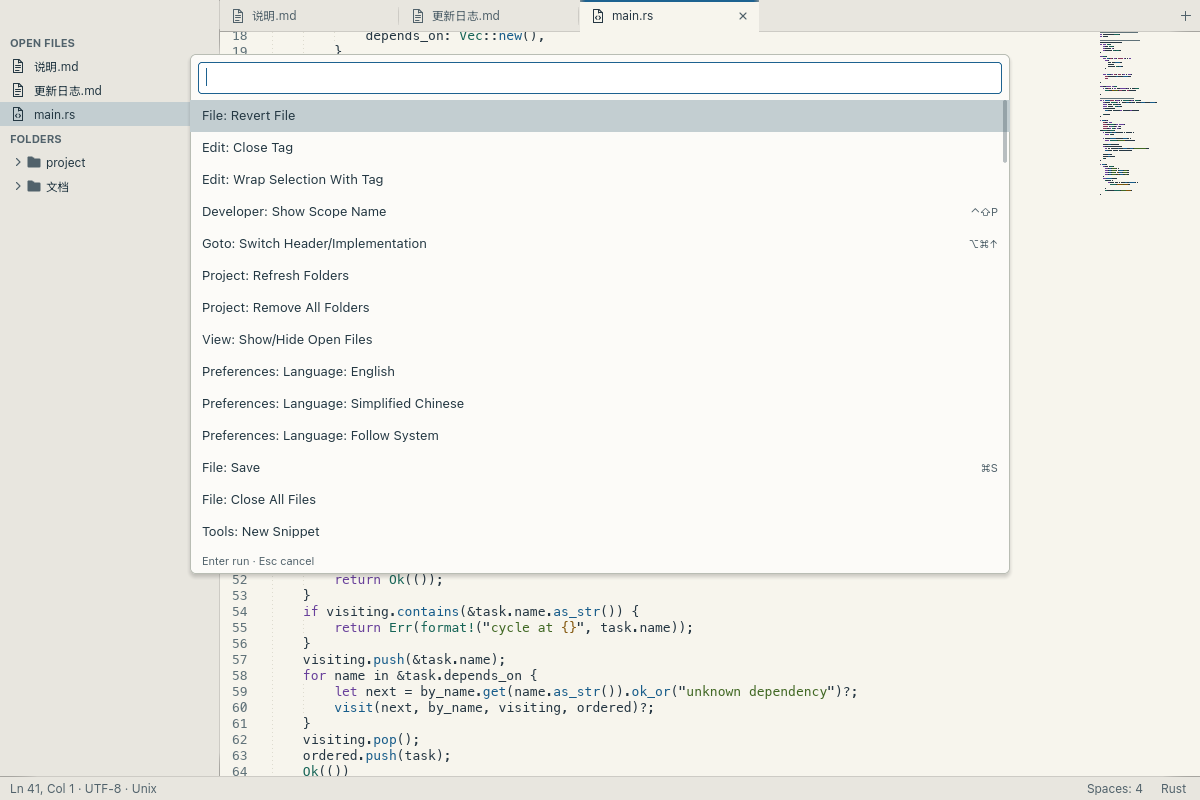 说明.md
更新日志.md
main.rs
OPEN FILES
说明.md
更新日志.md
main.rs
FOLDERS
project
文档
18 depends_on: Vec::new(),
19 }
File: Revert File
Edit: Close Tag
Edit: Wrap Selection With Tag
Developer: Show Scope Name ⌃⇧P
Goto: Switch Header/Implementation ⌥⌘↑
Project: Refresh Folders
Project: Remove All Folders
View: Show/Hide Open Files
Preferences: Language: English
Preferences: Language: Simplified Chinese
Preferences: Language: Follow System
File: Save ⌘S
File: Close All Files
Tools: New Snippet
Enter run · Esc cancel
52 return Ok(());
53 }
54 if visiting.contains(&task.name.as_str()) {
55 return Err(format!("cycle at {}", task.name));
56 }
57 visiting.push(&task.name);
58 for name in &task.depends_on {
59 let next = by_name.get(name.as_str()).ok_or("unknown dependency")?;
60 visit(next, by_name, visiting, ordered)?;
61 }
62 visiting.pop();
63 ordered.push(task);
64 Ok(())
Ln 41, Col 1 · UTF-8 · Unix
Spaces: 4 Rust